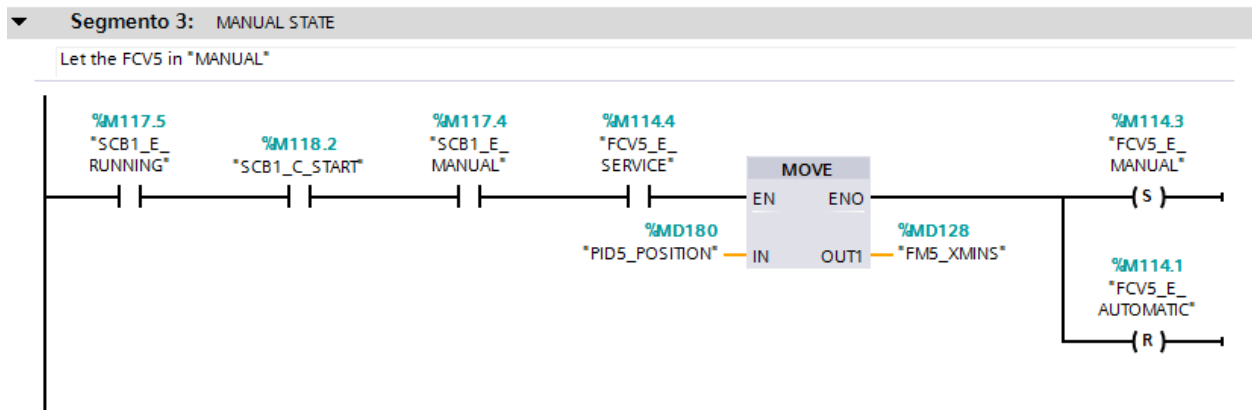 Segmento 3: MANUAL STATE
Let the FCV5 in "MANUAL"
%M117.5
"SCB1_E_
RUNNING"
%M118.2
"SCB1_C_START"
%M117.4
"SCB1_E_
MANUAL"
%M114.4
"FCV5_E_
SERVICE"
MOVE
EN ENO
%MD180
"PID5_POSITION"
IN OUT1
%MD128
"FM5_XMINS"
%M114.3
"FCV5_E_
MANUAL"
( S )
%M114.1
"FCV5_E_
AUTOMATIC"
( R )